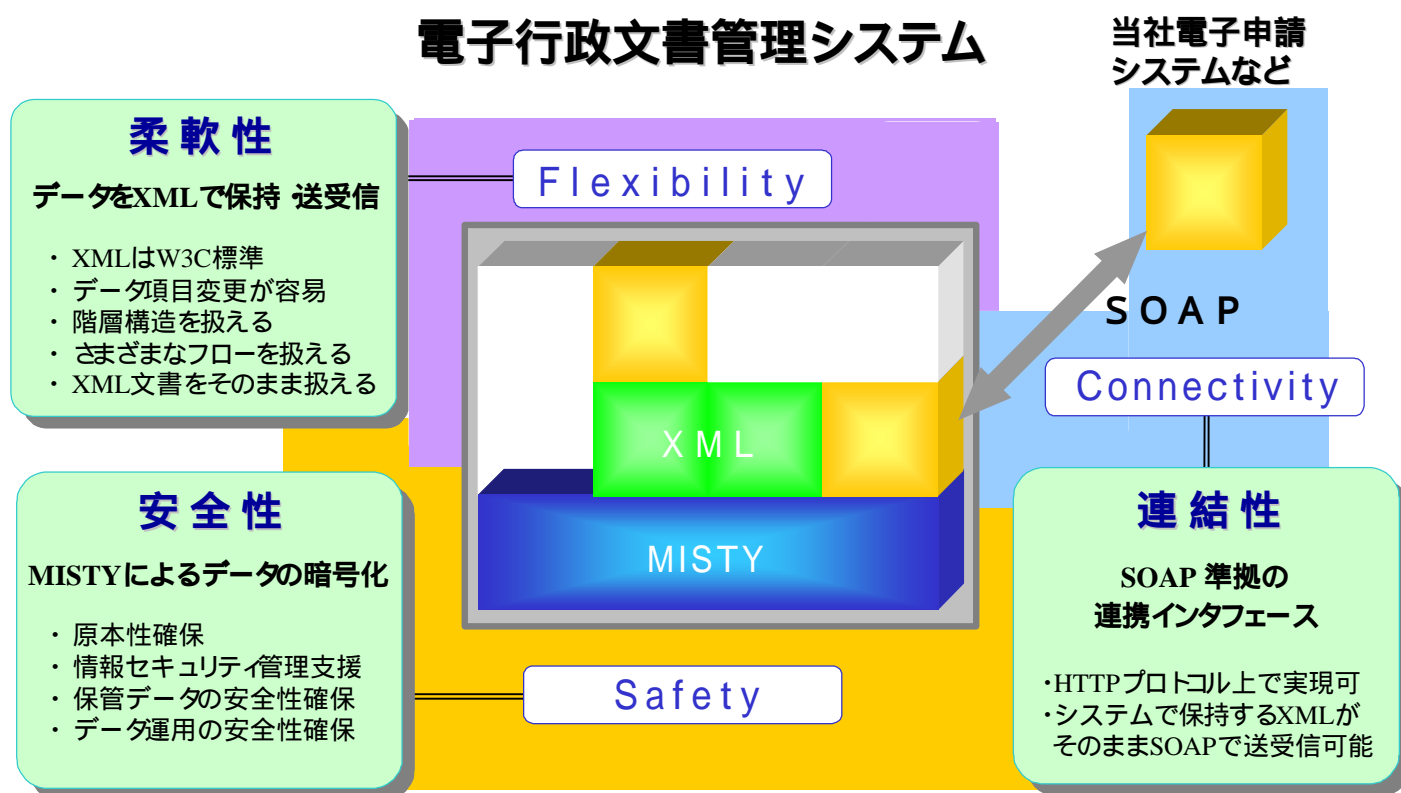 電子行政文書管理システム
当社電子申請
システムなど
柔軟性
データをXMLで保持・送受信
・ XMLはW3C標準
・ データ項目変更が容易
・ 階層構造を扱える
・ さまざまなフローを扱える
・ XML文書をそのまま扱える
Flexibility
SOAP
Connectivity
XML
MISTY
安全性
MISTYによるデータの暗号化
・ 原本性確保
・ 情報セキュリティ管理支援
・ 保管データの安全性確保
・ データ運用の安全性確保
Safety
連結性
SOAP 準拠の
連携インタフェース
・HTTPプロトコル上で実現可
・システムで保持するXMLが
そのままSOAPで送受信可能